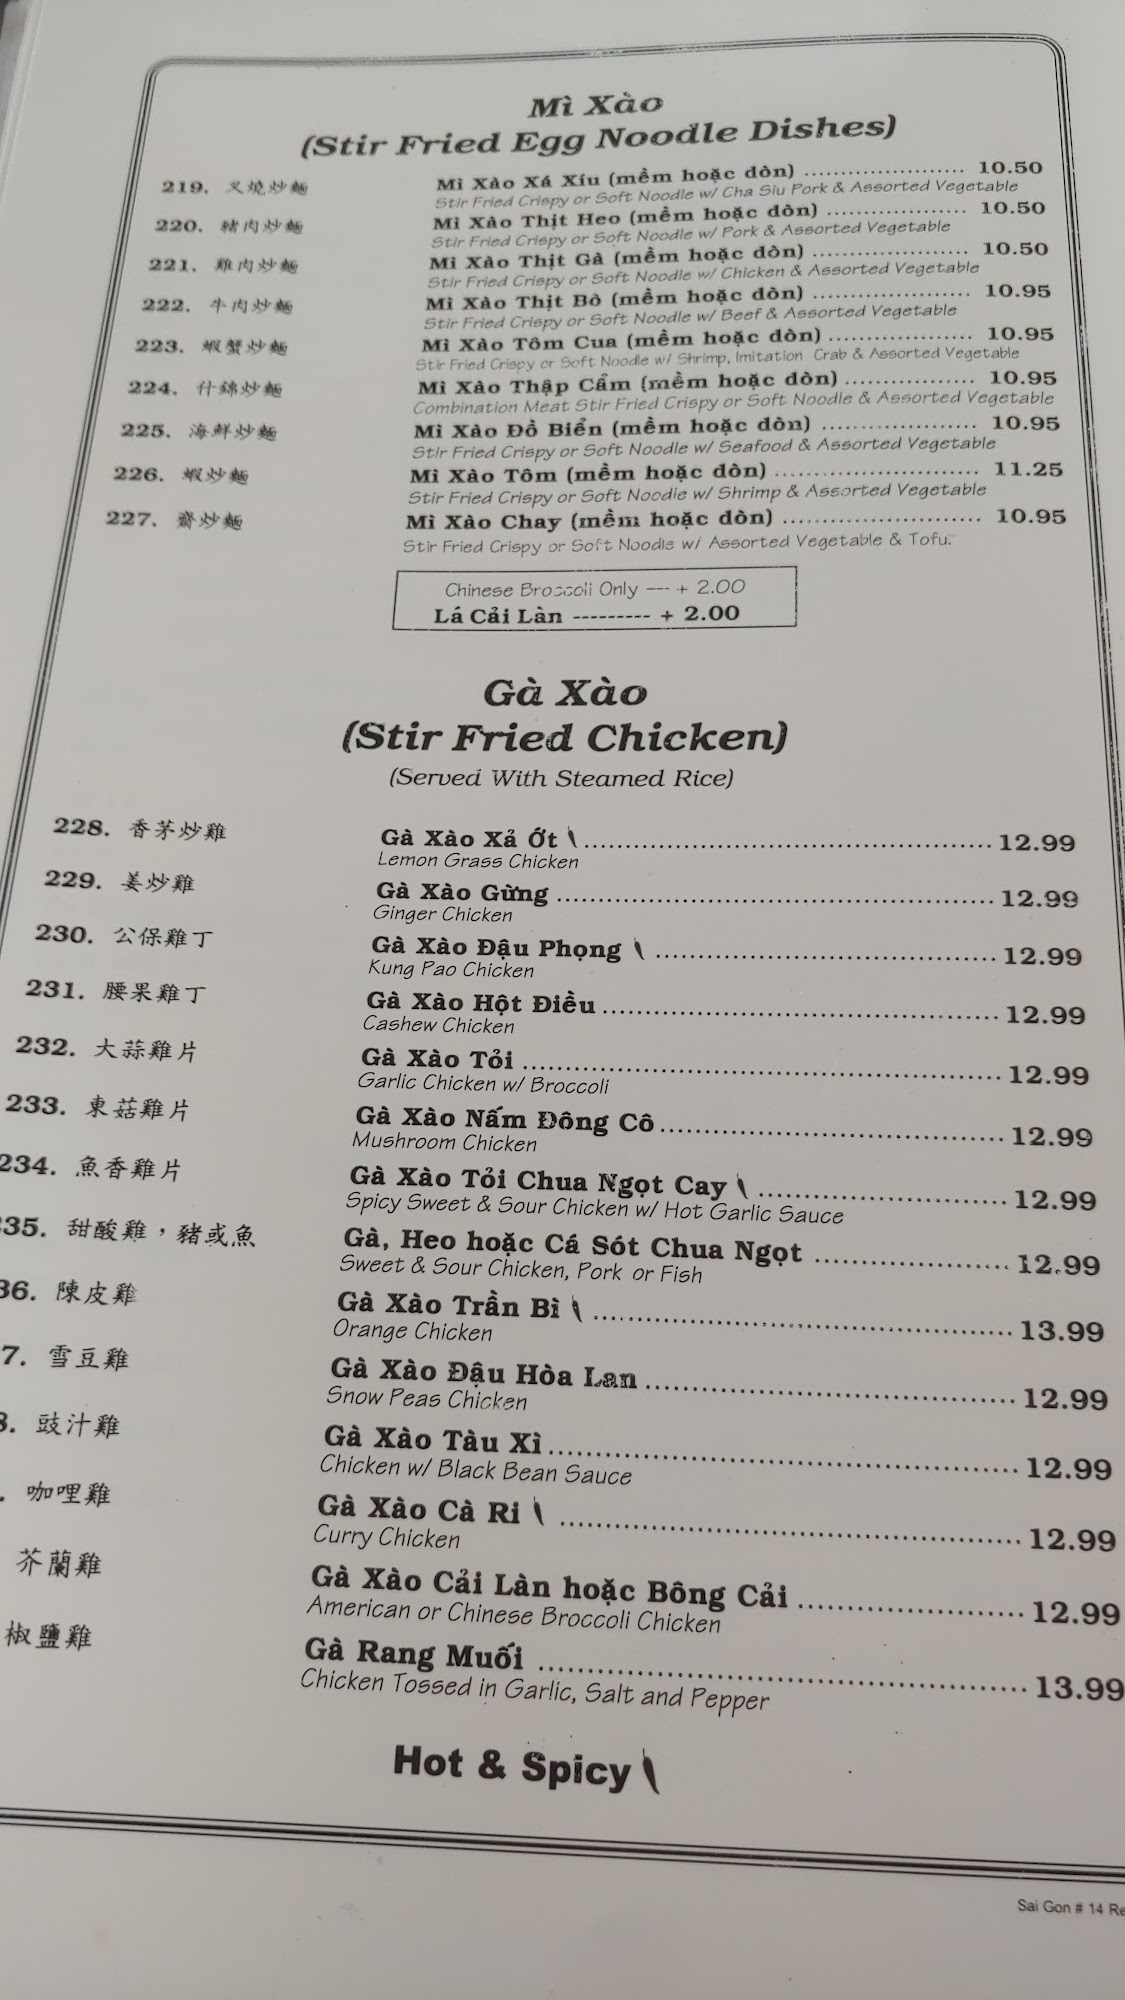 Mì Xào
(Stir Fried Egg Noodle Dishes)
219. 叉燒炒麵 Mì Xào Xá Xíu (mềm hoặc dòn) ........................ 10.50
Stir Fried Crispy or Soft Noodle w/ Cha Siu Pork & Assorted Vegetable
220. 豬肉炒麵 Mì Xào Thịt Heo (mềm hoặc dòn) .................... 10.50
Stir Fried Crispy or Soft Noodle w/ Pork & Assorted Vegetable
221. 雞肉炒麵 Mì Xào Thịt Gà (mềm hoặc dòn) ...................... 10.50
Stir Fried Crispy or Soft Noodle w/ Chicken & Assorted Vegetable
222. 牛肉炒麵 Mì Xào Thịt Bò (mềm hoặc dòn) ...................... 10.95
Stir Fried Crispy or Soft Noodle w/ Beef & Assorted Vegetable
223. 蝦蟹炒麵 Mì Xào Tôm Cua (mềm hoặc dòn) .................... 10.95
Stir Fried Crispy or Soft Noodle w/ Shrimp, Imitation Crab & Assorted Vegetable
224. 什錦炒麵 Mì Xào Thập Cẩm (mềm hoặc dòn) ................. 10.95
Combination Meat Stir Fried Crispy or Soft Noodle & Assorted Vegetable
225. 海鮮炒麵 Mì Xào Đồ Biển (mềm hoặc dòn) .................... 10.95
Stir Fried Crispy or Soft Noodle w/ Seafood & Assorted Vegetable
226. 蝦炒麵 Mì Xào Tôm (mềm hoặc dòn) ........................... 11.25
Stir Fried Crispy or Soft Noodle w/ Shrimp & Assorted Vegetable
227. 齋炒麵 Mì Xào Chay (mềm hoặc dòn) .......................... 10.95
Stir Fried Crispy or Soft Noodle w/ Assorted Vegetable & Tofu.
Chinese Broccoli Only --- + 2.00
Lá Cải Làn --------- + 2.00
Gà Xào
(Stir Fried Chicken)
(Served With Steamed Rice)
228. 香茅炒雞 Gà Xào Xả Ớt .................................................. 12.99
Lemon Grass Chicken
229. 姜炒雞 Gà Xào Gừng ..................................................... 12.99
Ginger Chicken
230. 公保雞丁 Gà Xào Đậu Phọng .......................................... 12.99
Kung Pao Chicken
231. 腰果雞丁 Gà Xào Hột Điều ................................................ 12.99
Cashew Chicken
232. 大蒜雞片 Gà Xào Tỏi ......................................................... 12.99
Garlic Chicken w/ Broccoli
233. 東菇雞片 Gà Xào Nấm Đông Cô.......................................... 12.99
Mushroom Chicken
234. 魚香雞片 Gà Xào Tỏi Chua Ngọt Cay .............................. 12.99
Spicy Sweet & Sour Chicken w/ Hot Garlic Sauce
35. 甜酸雞，豬或魚 Gà, Heo hoặc Cá Sót Chua Ngọt ........................ 12.99
Sweet & Sour Chicken, Pork or Fish
36. 陳皮雞 Gà Xào Trần Bì .................................................... 13.99
Orange Chicken
7. 雪豆雞 Gà Xào Đậu Hòa Lan ............................................. 12.99
Snow Peas Chicken
8. 豉汁雞 Gà Xào Tàu Xì........................................................ 12.99
Chicken w/ Black Bean Sauce
. 咖哩雞 Gà Xào Cà Ri ........................................................ 12.99
Curry Chicken
芥蘭雞 Gà Xào Cải Làn hoặc Bông Cải ........................... 12.99
American or Chinese Broccoli Chicken
椒鹽雞 Gà Rang Muối .......................................................... 13.99
Chicken Tossed in Garlic, Salt and Pepper
Hot & Spicy
Sai Gon # 14 Re